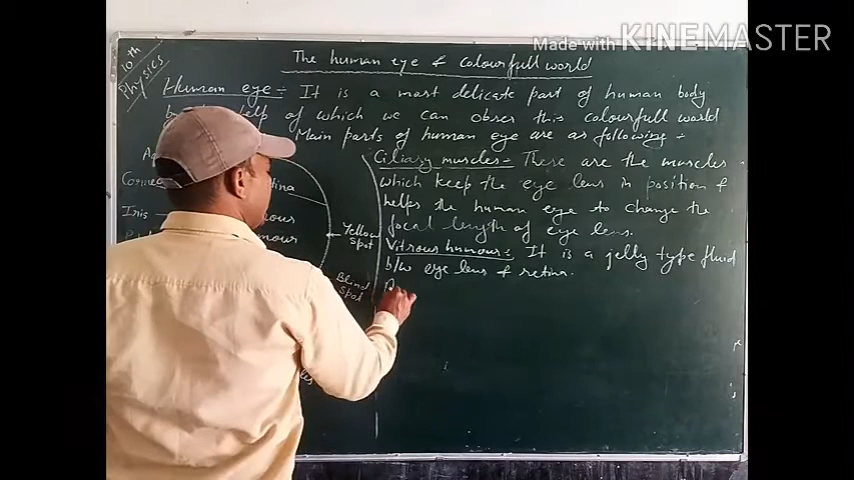 Made with KINEMASTER
10th
Physics
The human eye & colourfull world
Human eye :- It is a most delicate part of human body
help of which we can obser this colourfull world
Main parts of human eye are as following :-
Ciliary muscles :- These are the muscles
which keep the eye lens in position &
helps the human eye to change the
focal length of eye lens.
Vitrous humour :- It is a jelly type fluid
b/w eye lens & retina.
Cornea
Iris
Yellow
Spot
Blind
Spot